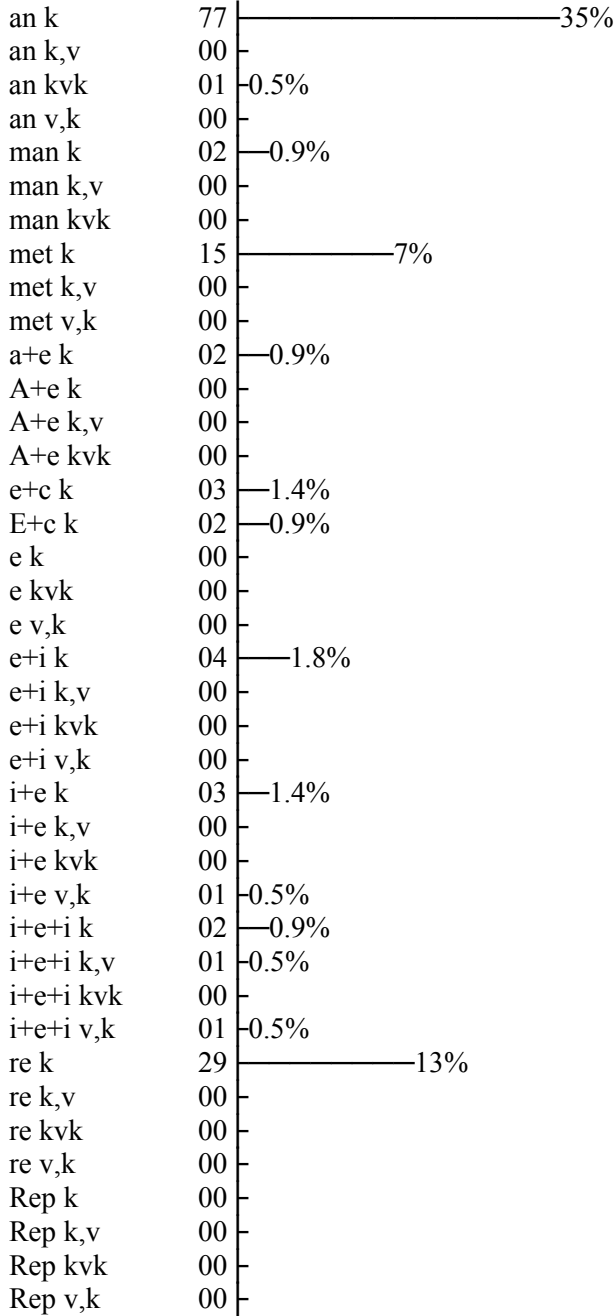 an k 77 35%
an k,v 00
an kvk 01 0.5%
an v,k 00
man k 02 0.9%
man k,v 00
man kvk 00
met k 15 7%
met k,v 00
met v,k 00
a+e k 02 0.9%
A+e k 00
A+e k,v 00
A+e kvk 00
e+c k 03 1.4%
E+c k 02 0.9%
e k 00
e kvk 00
e v,k 00
e+i k 04 1.8%
e+i k,v 00
e+i kvk 00
e+i v,k 00
i+e k 03 1.4%
i+e k,v 00
i+e kvk 00
i+e v,k 01 0.5%
i+e+i k 02 0.9%
i+e+i k,v 01 0.5%
i+e+i kvk 00
i+e+i v,k 01 0.5%
re k 29 13%
re k,v 00
re kvk 00
re v,k 00
Rep k 00
Rep k,v 00
Rep kvk 00
Rep v,k 00